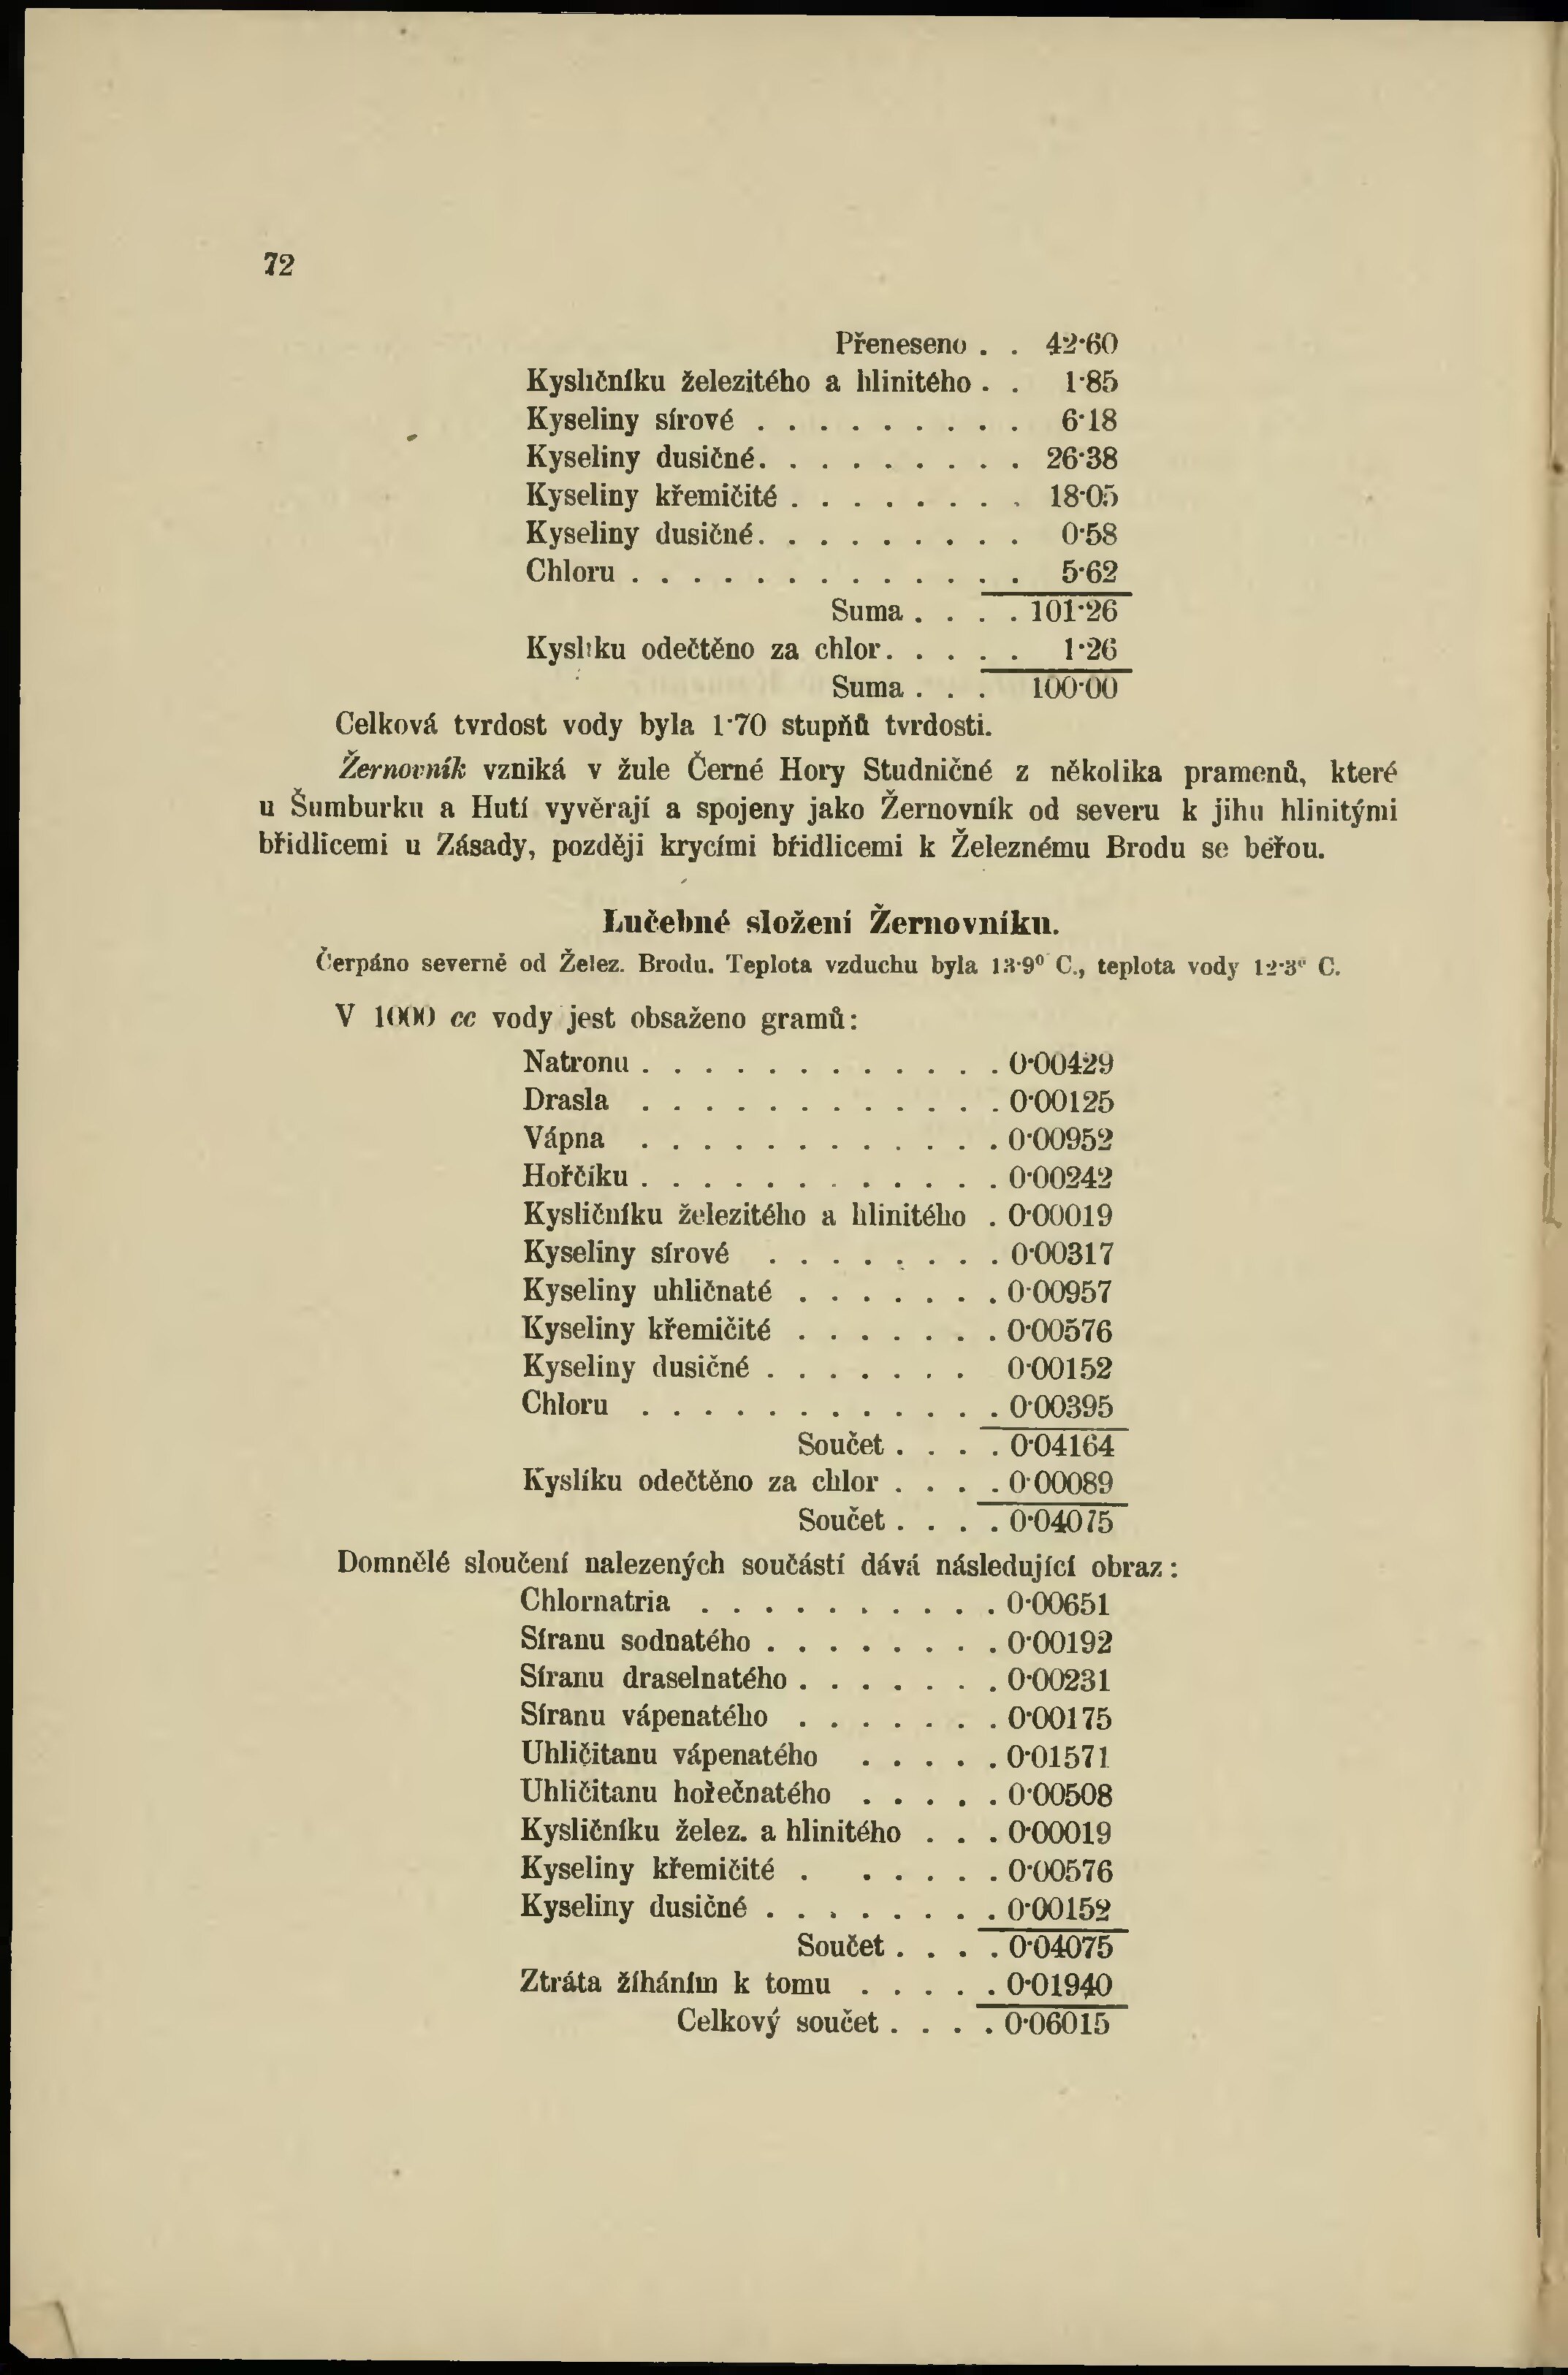 72
Přeneseno . . 42·60
Kysličníku železitého a hlinitého . . 1·85
Kyseliny sírové . . . . . . . . . 6·18
Kyseliny dusičné. . . . . . . . . 26·38
Kyseliny křemičité . . . . . . . . 18·05
Kyseliny dusičné. . . . . . . . . 0·58
Chloru . . . . . . . . . . . . . 5·62
Suma . . . . 101·26
Kyslíku odečtěno za chlor. . . . . 1·26
Suma . . . 100·00
Celková tvrdost vody byla 1·70 stupňů tvrdosti.
Žernovník vzniká v žule Černé Hory Studničné z několika pramenů, které
u Šumburku a Hutí vyvěrají a spojeny jako Žernovník od severu k jihu hlinitými
břidlicemi u Zásady, později krycími břidlicemi k Železnému Brodu se béřou.
Lučebné složení Žernovníku.
Čerpáno severně od Želez. Brodu. Teplota vzduchu byla 13·9⁰ C., teplota vody 12·3⁰ C.
V 1000 cc vody jest obsaženo gramů:
Natronu . . . . . . . . . . . . 0·00429
Drasla . . . . . . . . . . . . 0·00125
Vápna . . . . . . . . . . . . 0·00952
Hořčíku . . . . . . . . . . . . 0·00242
Kysličníku železitého a hlinitého . 0·00019
Kyseliny sírové . . . . . . . . 0·00317
Kyseliny uhličnaté . . . . . . . 0·00957
Kyseliny křemičité . . . . . . . 0·00576
Kyseliny dusičné . . . . . . . 0·00152
Chloru . . . . . . . . . . . . 0·00395
Součet . . . . 0·04164
Kyslíku odečtěno za chlor . . . . 0·00089
Součet . . . . 0·04075
Domnělé sloučení nalezených součástí dává následující obraz:
Chlornatria . . . . . . . . . . 0·00651
Síranu sodnatého . . . . . . . . 0·00192
Síranu draselnatého . . . . . . . 0·00231
Síranu vápenatého . . . . . . . 0·00175
Uhličitanu vápenatého . . . . . 0·01571
Uhličitanu hořečnatého . . . . . 0·00508
Kysličníku želez. a hlinitého . . . 0·00019
Kyseliny křemičité . . . . . . 0·00576
Kyseliny dusičné . . . . . . . . 0·00152
Součet . . . . 0·04075
Ztráta žíháním k tomu . . . . . 0·01940
Celkový součet . . . . 0·06015